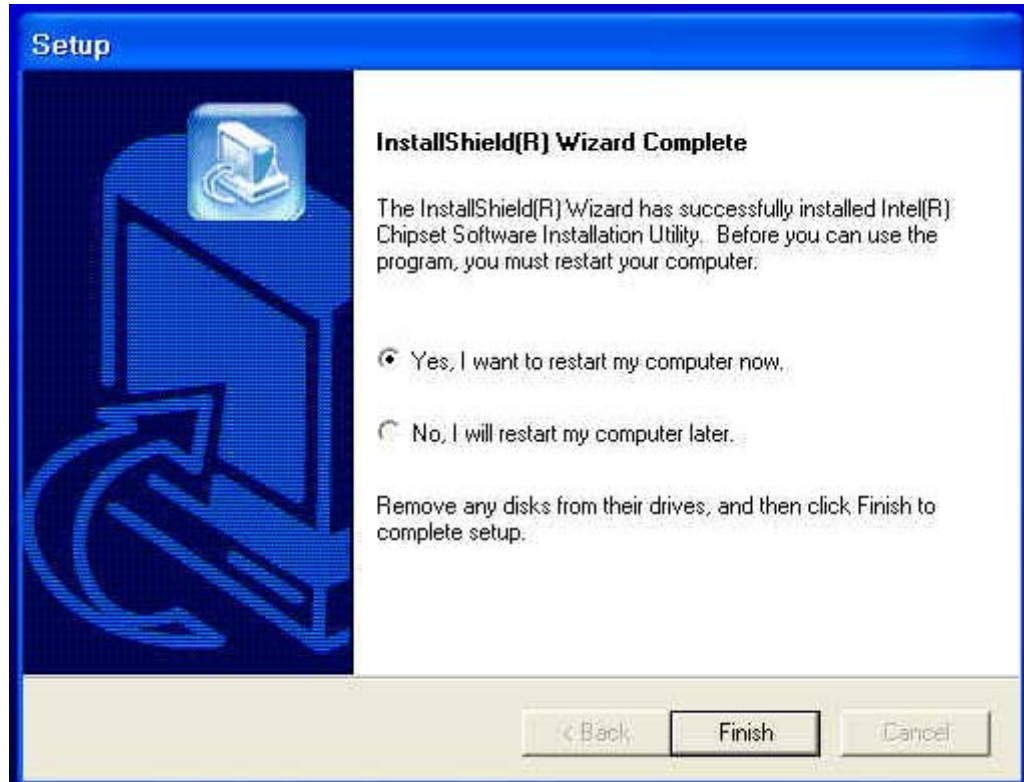 Setup
InstallShield(R) Wizard Complete
The InstallShield(R) Wizard has successfully installed Intel(R)
Chipset Software Installation Utility.  Before you can use the
program, you must restart your computer.
Yes, I want to restart my computer now.
No, I will restart my computer later.
Remove any disks from their drives, and then click Finish to
complete setup.
< Back
Finish
Cancel